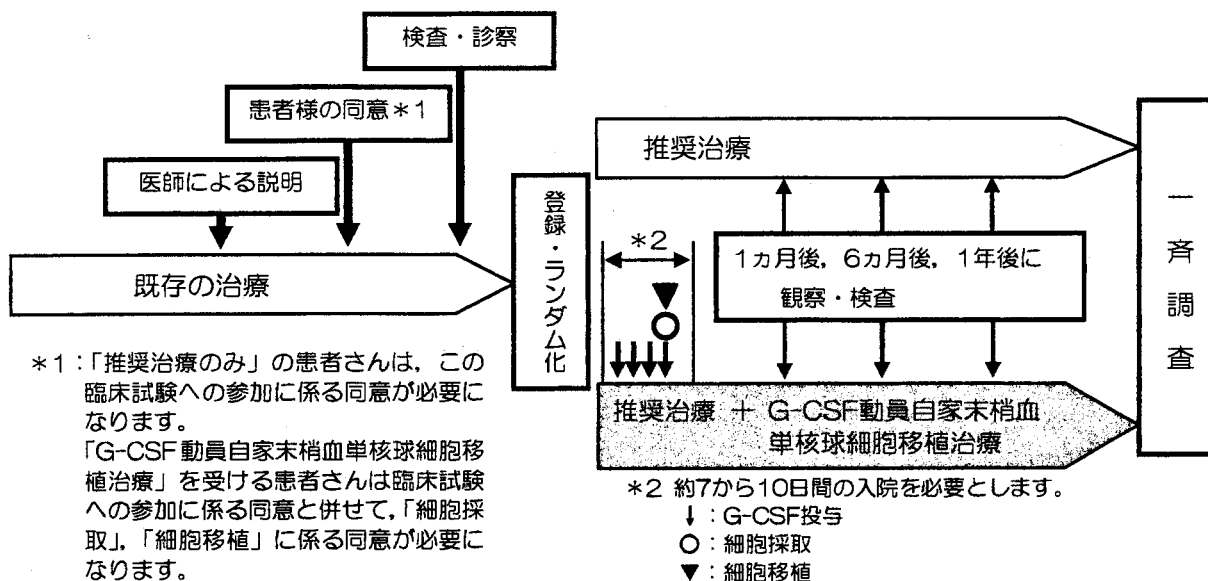 検査・診察
患者様の同意＊1
医師による説明
既存の治療
登録・ランダム化
推奨治療
＊2
1ヵ月後，6ヵ月後，1年後に
観察・検査
推奨治療 ＋ G-CSF動員自家末梢血
単核球細胞移植治療
一斉調査
＊1：「推奨治療のみ」の患者さんは，この
臨床試験への参加に係る同意が必要に
なります。
「G-CSF動員自家末梢血単核球細胞移
植治療」を受ける患者さんは臨床試験
への参加に係る同意と併せて，「細胞採
取」，「細胞移植」に係る同意が必要に
なります。
＊2 約7から10日間の入院を必要とします。
↓：G-CSF投与
○：細胞採取
▼：細胞移植